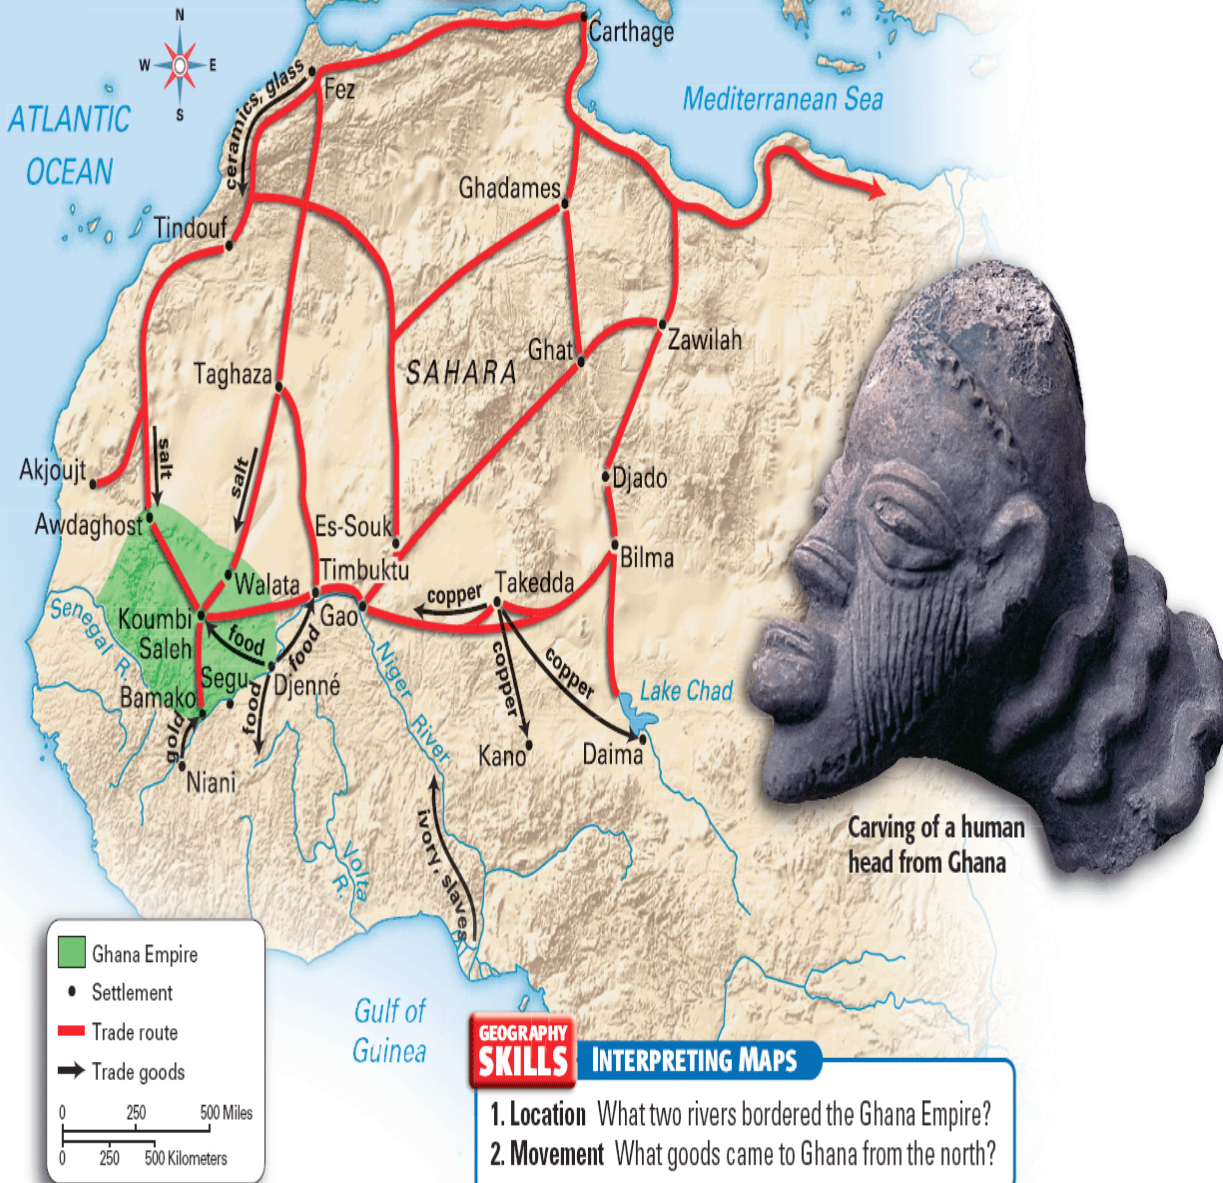 N
W E
S
ATLANTIC
OCEAN
Carthage
Fez
ceramics, glass
Mediterranean Sea
Ghadames
Tindouf
Taghaza
SAHARA
Ghat
Zawilah
salt
salt
Akjoujt
Awdaghost
Djado
Es-Souk
Bilma
Walata
Timbuktu
Takedda
copper
Senegal R.
Koumbi
Saleh
Gao
food
food
food
Segu
Djenné
Bamako
gold
Niani
Niger River
copper
copper
Lake Chad
Kano
Daima
ivory, slaves
Volta
R.
Carving of a human
head from Ghana
Ghana Empire
Settlement
Trade route
Trade goods
0 250 500 Miles
0 250 500 Kilometers
Gulf of
Guinea
GEOGRAPHY
SKILLS
INTERPRETING MAPS
1. Location What two rivers bordered the Ghana Empire?
2. Movement What goods came to Ghana from the north?